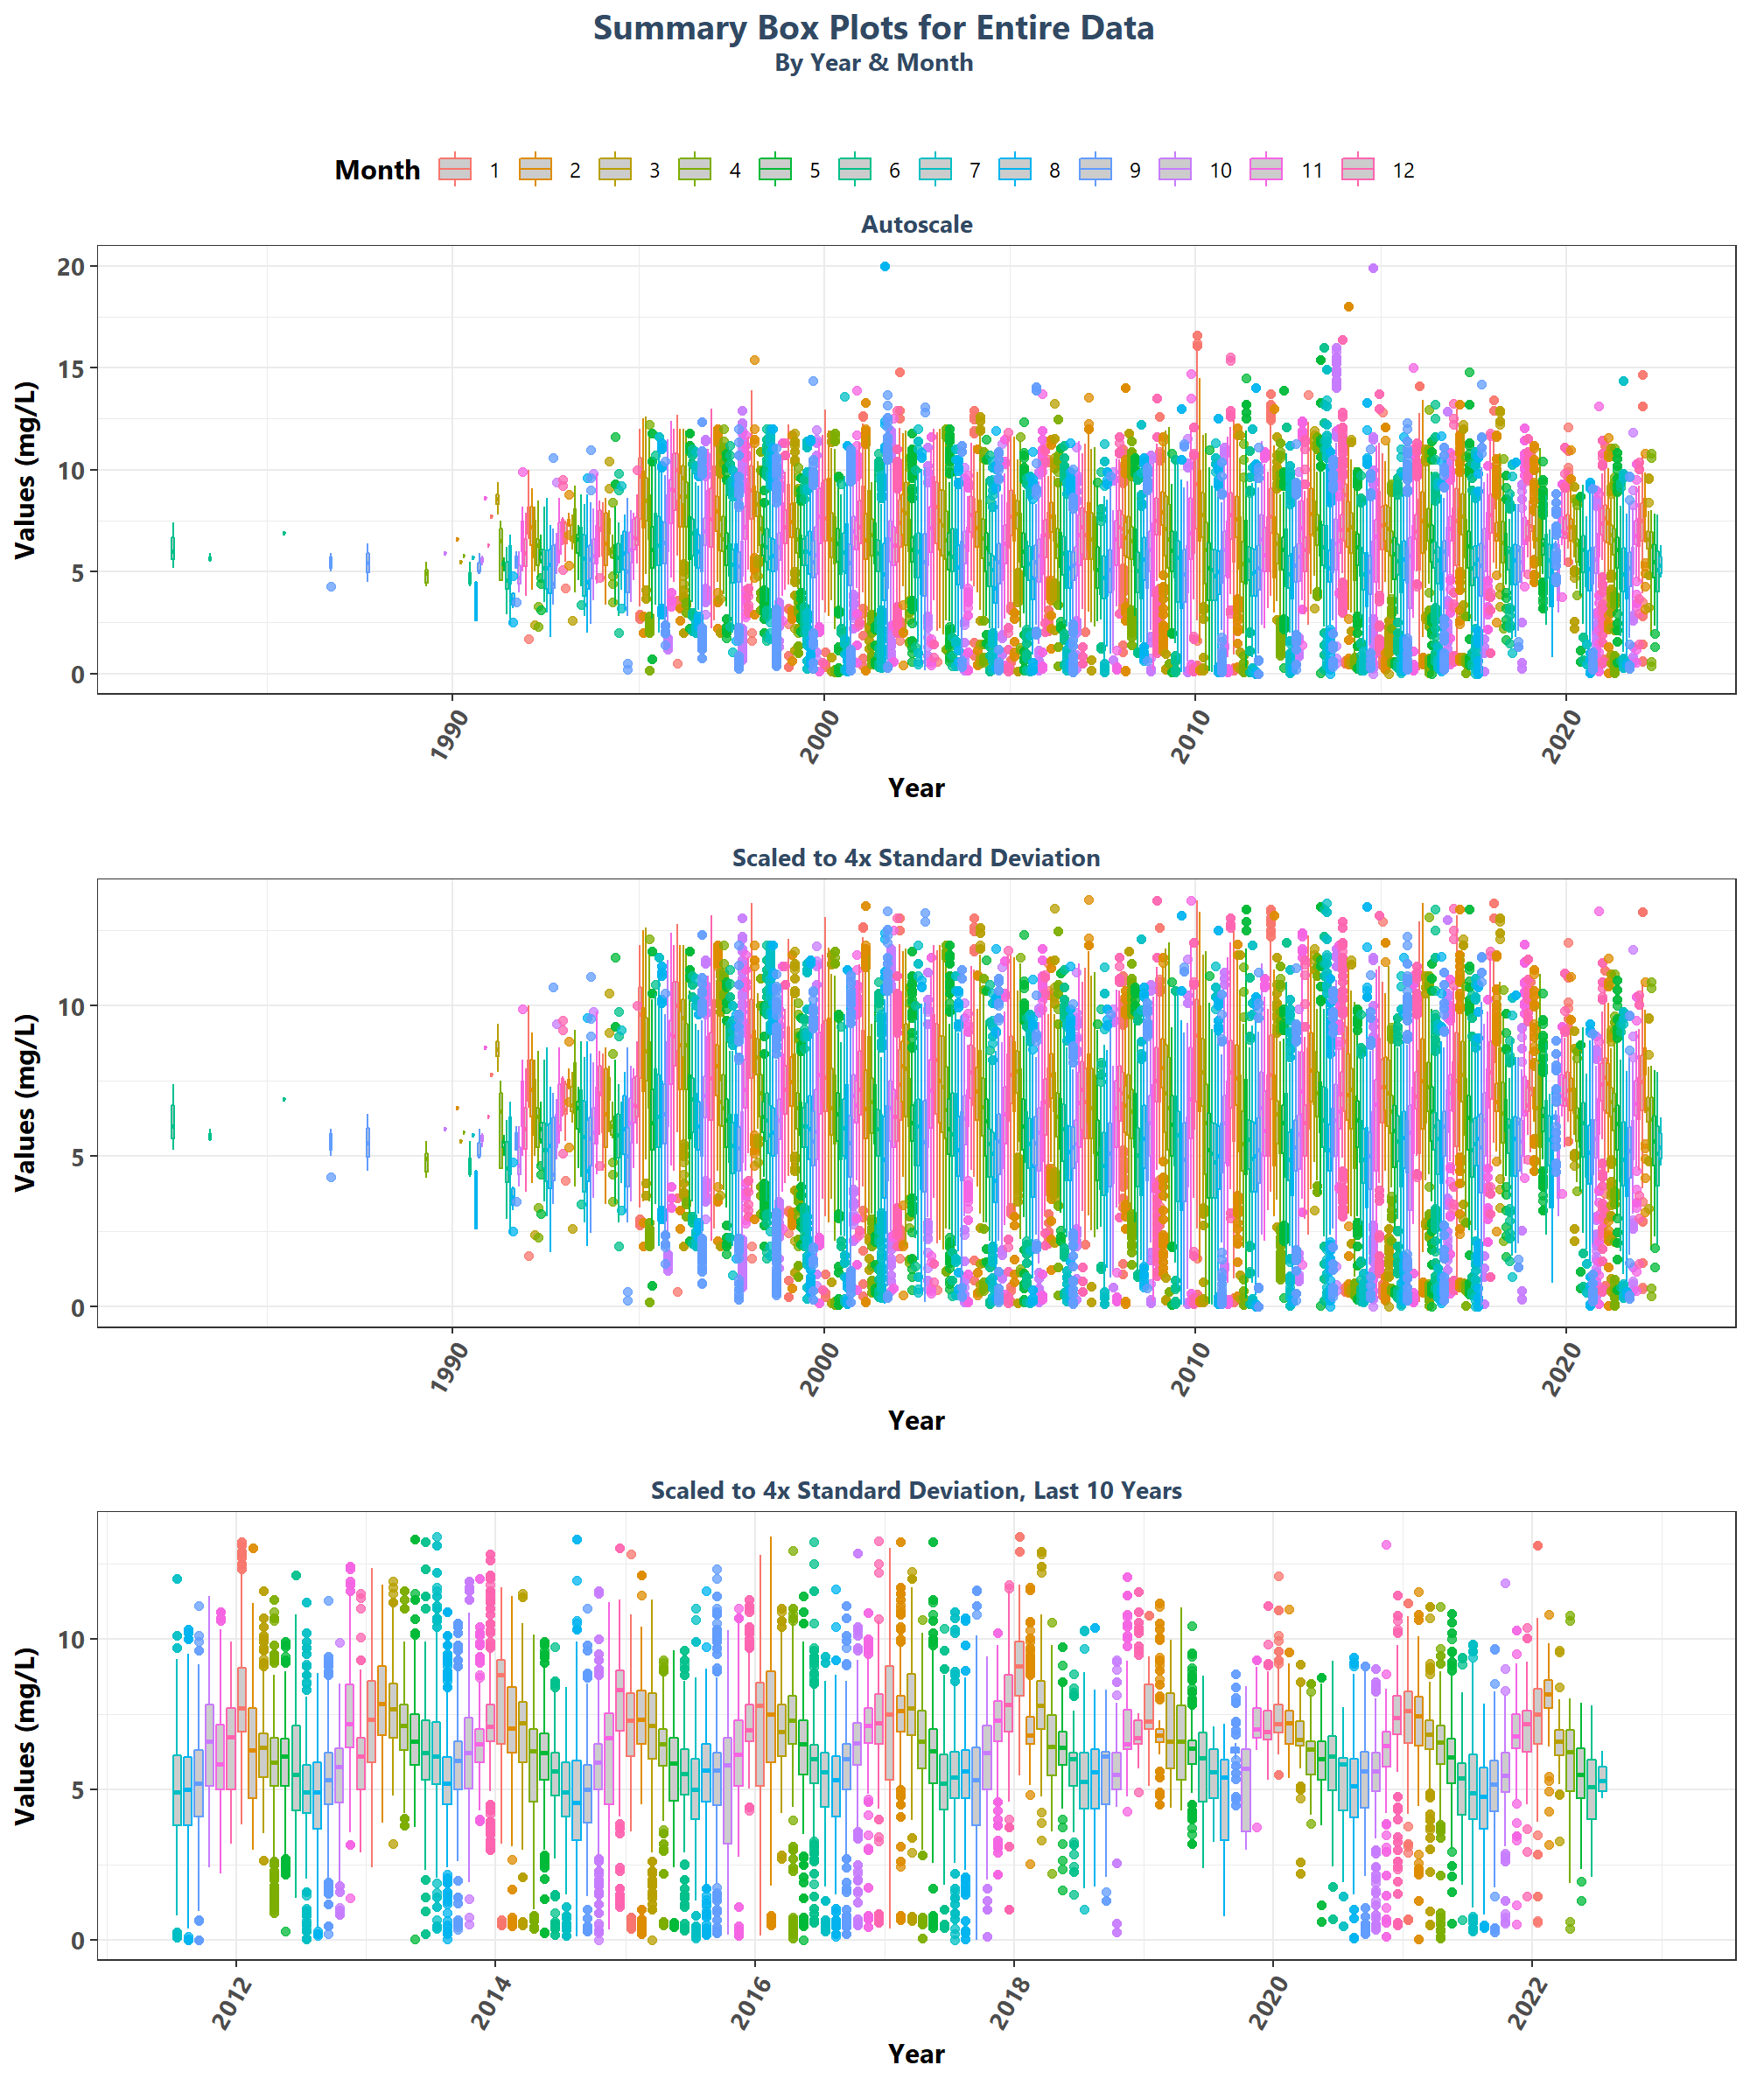 Summary Box Plots for Entire Data
By Year & Month
Month 1 2 3 4 5 6 7 8 9 10 11 12
Autoscale
Values (mg/L)
20
15
10
5
0
1990 2000 2010 2020
Year
Scaled to 4x Standard Deviation
Values (mg/L)
10
5
0
1990 2000 2010 2020
Year
Scaled to 4x Standard Deviation, Last 10 Years
Values (mg/L)
10
5
0
2012 2014 2016 2018 2020 2022
Year